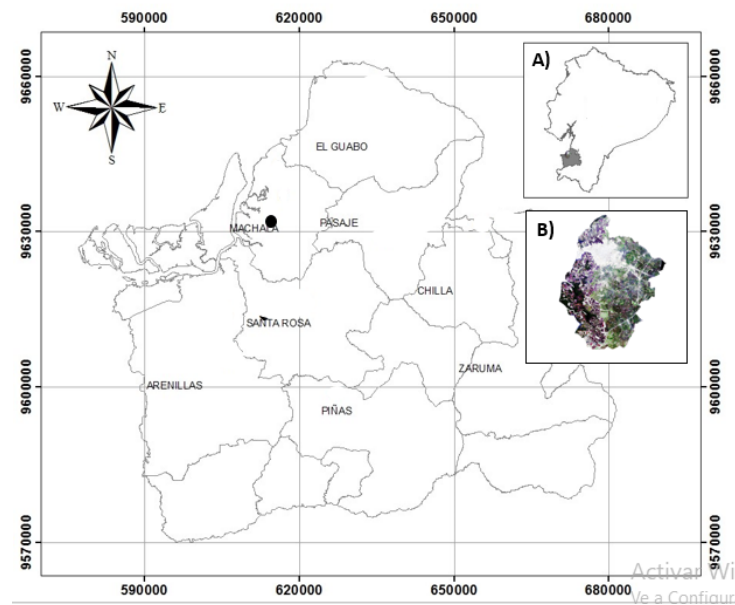 590000 620000 650000 680000
9660000
9630000
9600000
9570000
N
W E
S
A)
B)
EL GUABO
MACHALA
PASAJE
CHILLA
SANTA ROSA
ZARUMA
ARENILLAS
PIÑAS
9660000
9630000
9600000
9570000
590000 620000 650000 680000
Activar Wi
Ve a Configur